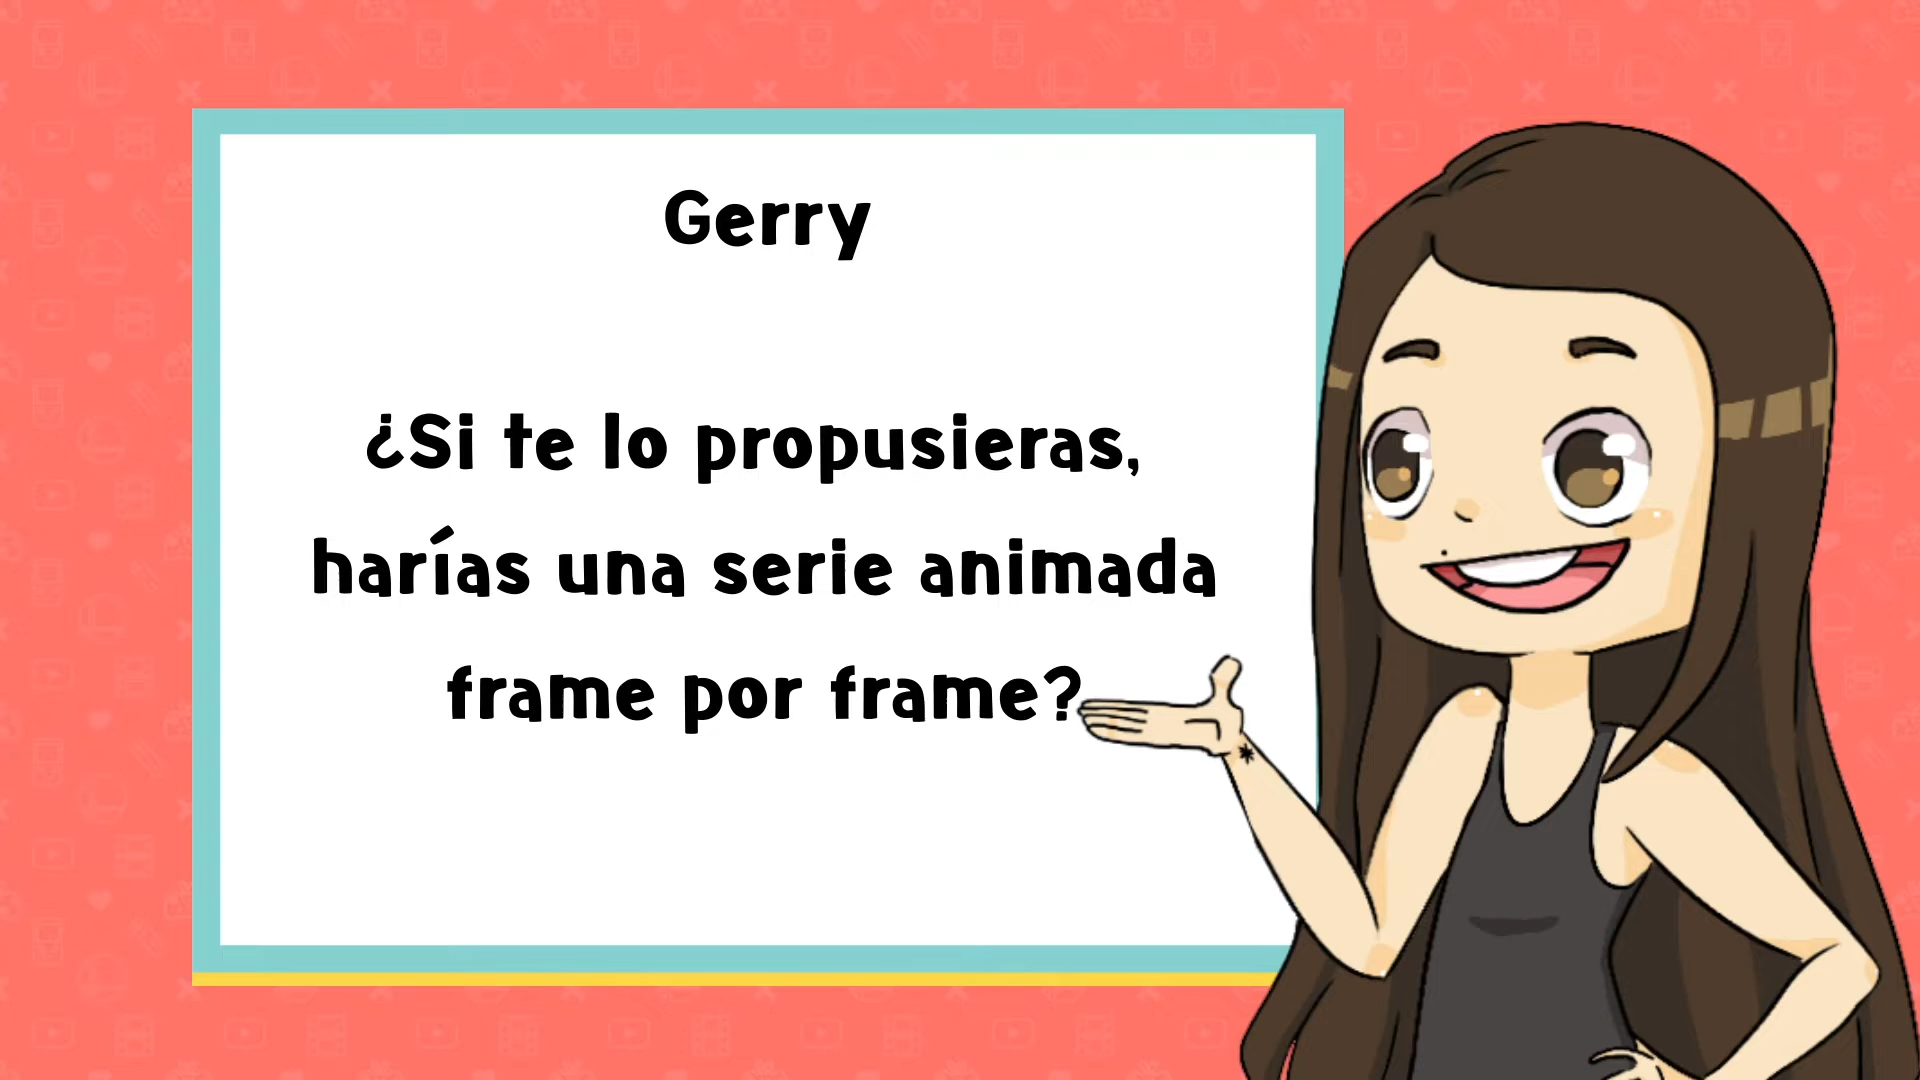 Gerry
¿Si te lo propusieras,
harías una serie animada
frame por frame?